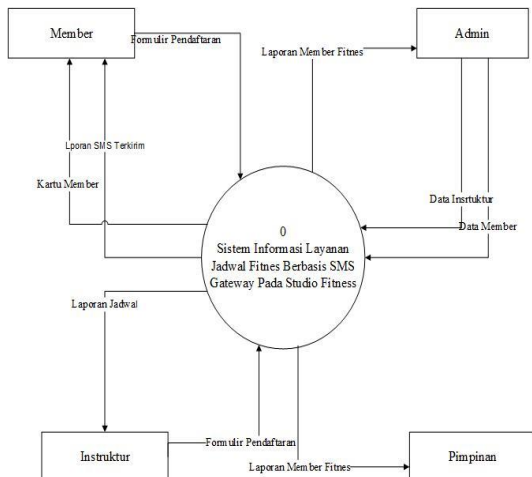 Member
Admin
Formulir Pendaftaran
Laporan Member Fitnes
Lporan SMS Terkirim
Kartu Member
Data Insrtuktur
Data Member
0
Sistem Informasi Layanan
Jadwal Fitnes Berbasis SMS
Gateway Pada Studio Fitness
Laporan Jadwal
Formulir Pendaftaran
Instruktur
Laporan Member Fitnes
Pimpinan